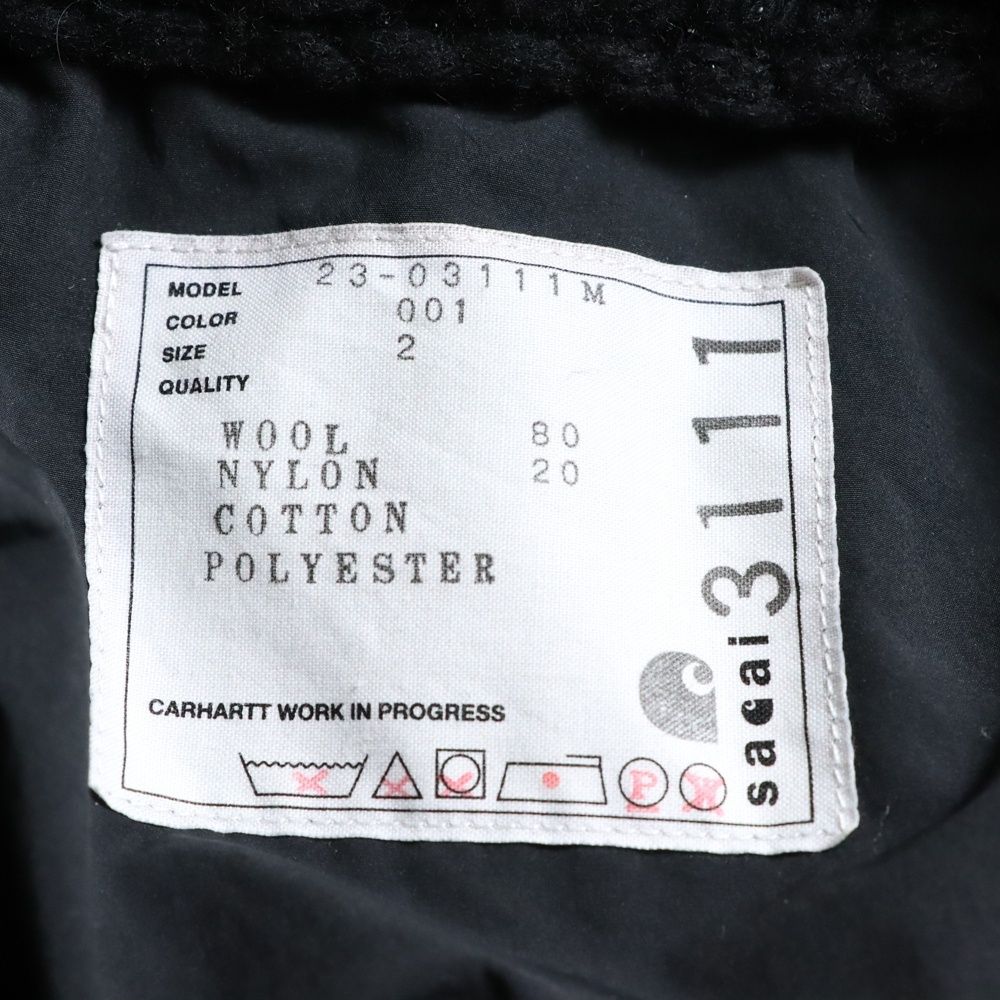 MODEL 23-03111M
COLOR 001
SIZE 2
QUALITY
WOOL 80
NYLON 20
COTTON
POLYESTER
CARHARTT WORK IN PROGRESS
P W
sacai 3111